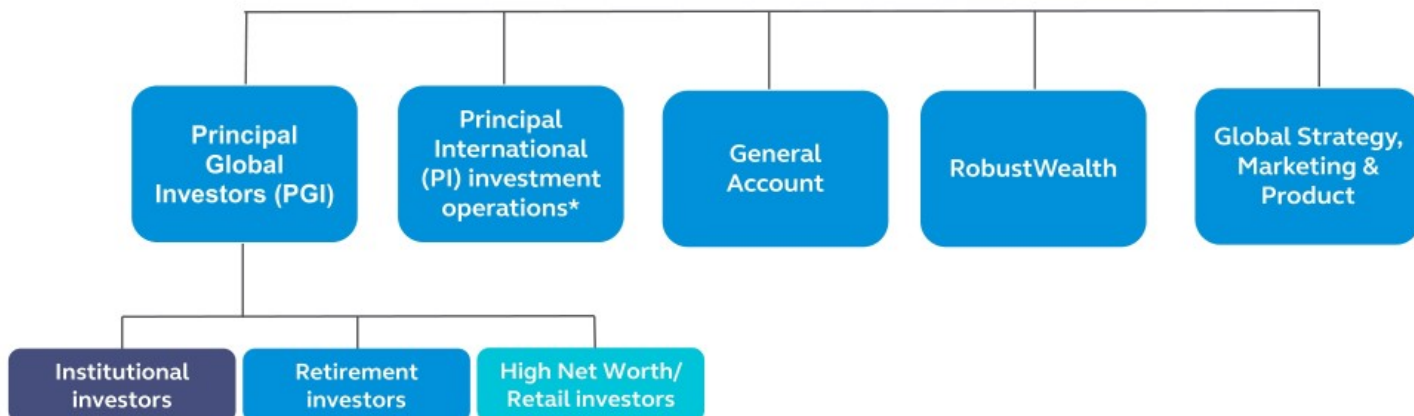 Principal
Global
Investors (PGI)
Principal
International
(PI) investment
operations*
General
Account
RobustWealth
Global Strategy,
Marketing &
Product
Institutional
investors
Retirement
investors
High Net Worth/
Retail investors